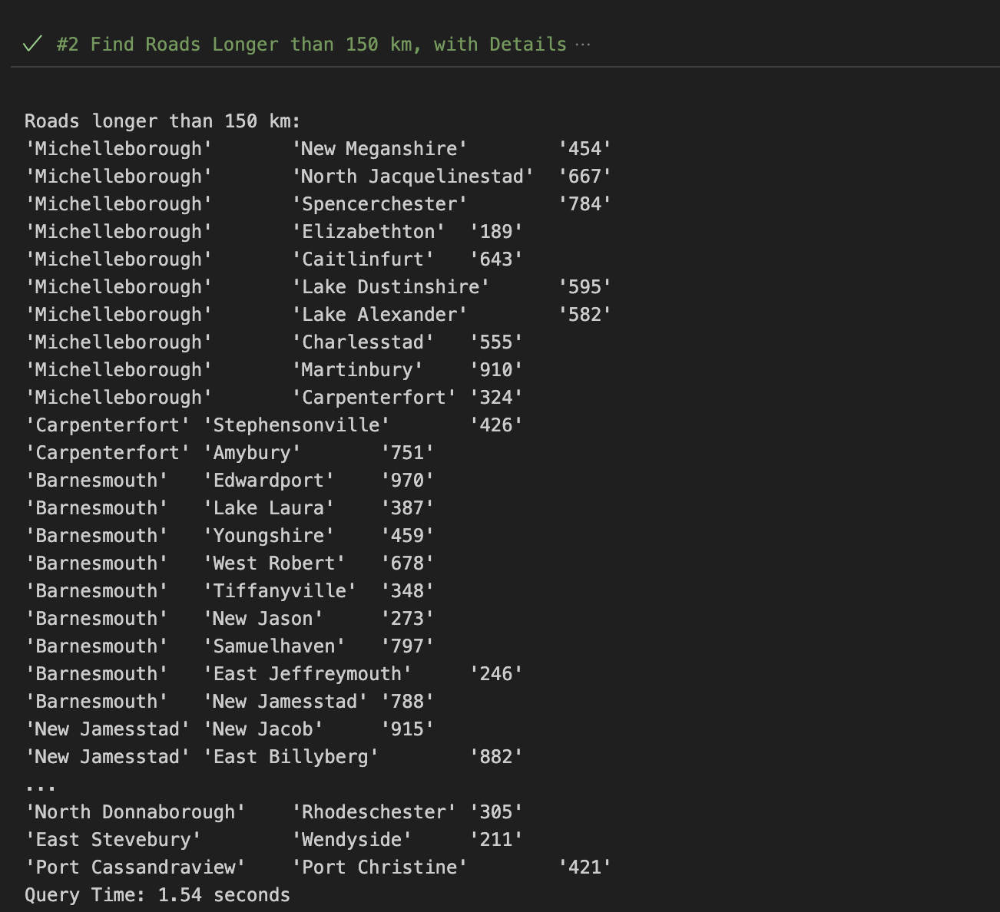 #2 Find Roads Longer than 150 km, with Details ...
Roads longer than 150 km:
'Michelleborough' 'New Meganshire' '454'
'Michelleborough' 'North Jacquelinestad' '667'
'Michelleborough' 'Spencerchester' '784'
'Michelleborough' 'Elizabethton' '189'
'Michelleborough' 'Caitlinfurt' '643'
'Michelleborough' 'Lake Dustinshire' '595'
'Michelleborough' 'Lake Alexander' '582'
'Michelleborough' 'Charlesstad' '555'
'Michelleborough' 'Martinbury' '910'
'Michelleborough' 'Carpenterfort' '324'
'Carpenterfort' 'Stephensonville' '426'
'Carpenterfort' 'Amybury' '751'
'Barnesmouth' 'Edwardport' '970'
'Barnesmouth' 'Lake Laura' '387'
'Barnesmouth' 'Youngshire' '459'
'Barnesmouth' 'West Robert' '678'
'Barnesmouth' 'Tiffanyville' '348'
'Barnesmouth' 'New Jason' '273'
'Barnesmouth' 'Samuelhaven' '797'
'Barnesmouth' 'East Jeffreymouth' '246'
'Barnesmouth' 'New Jamesstad' '788'
'New Jamesstad' 'New Jacob' '915'
'New Jamesstad' 'East Billyberg' '882'
...
'North Donnaborough' 'Rhodeschester' '305'
'East Stevebury' 'Wendyside' '211'
'Port Cassandraview' 'Port Christine' '421'
Query Time: 1.54 seconds